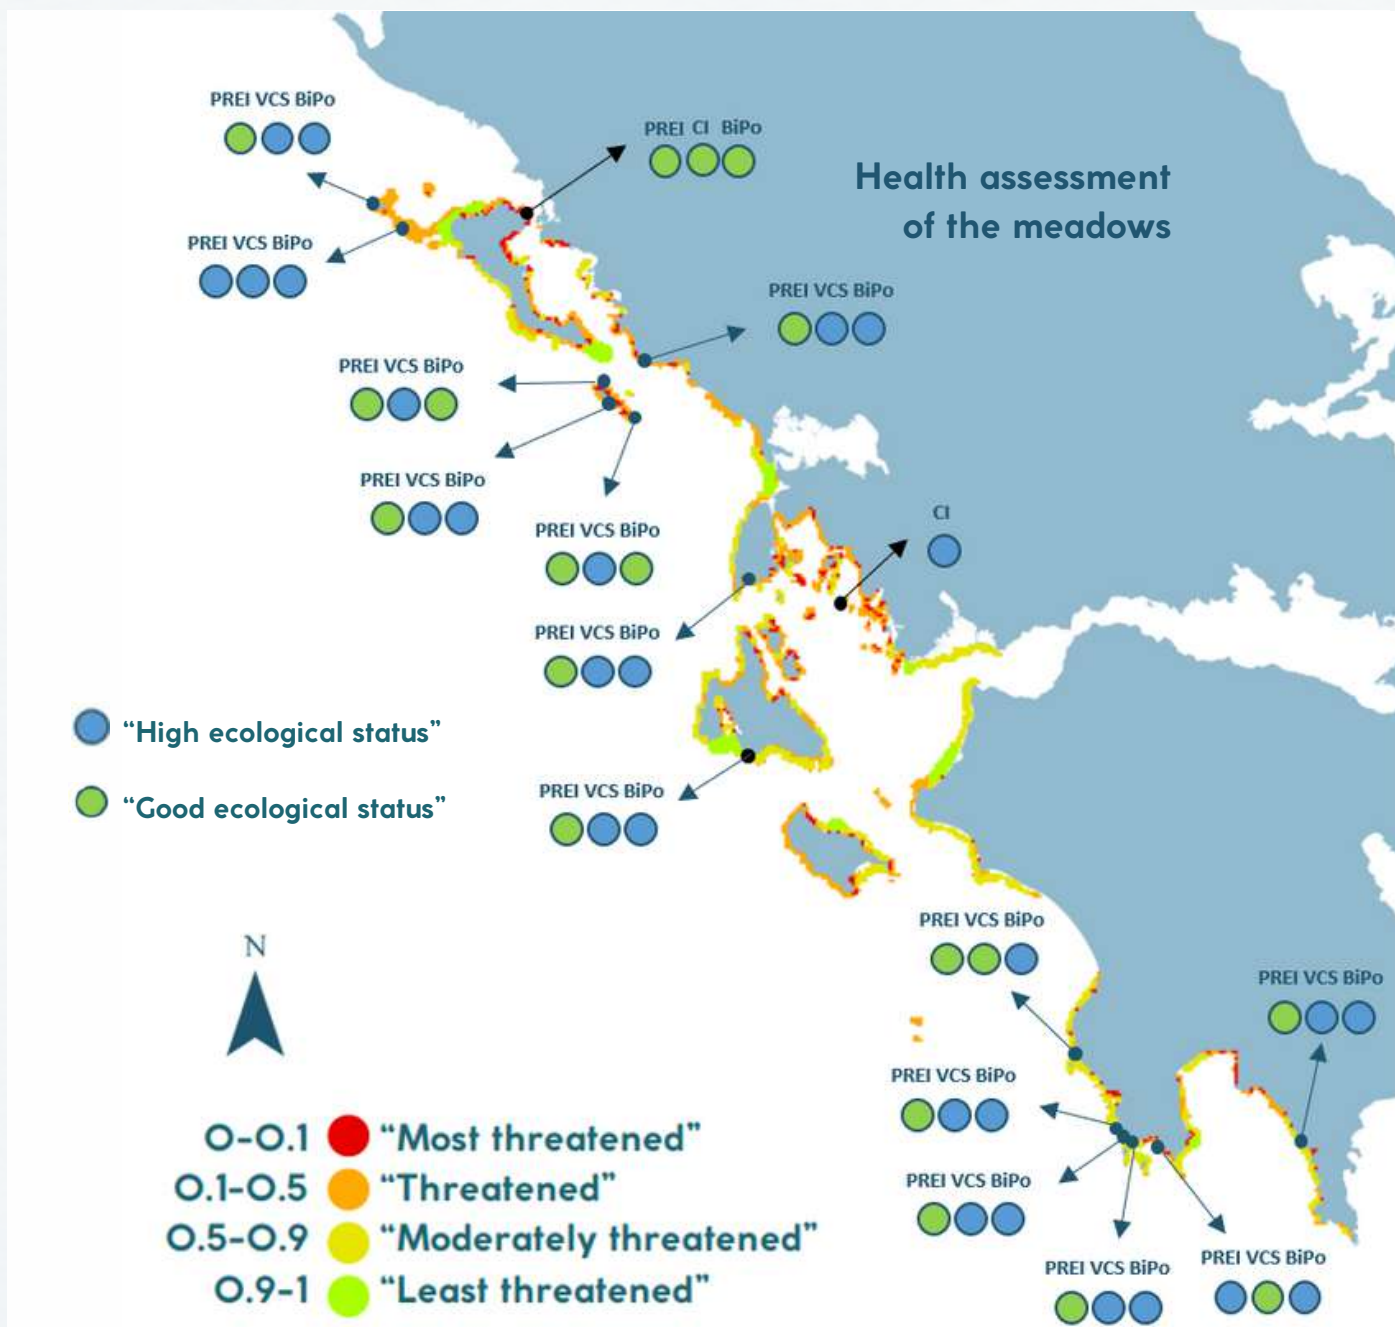 PREI VCS BiPo
PREI CI BiPo
Health assessment
of the meadows
PREI VCS BiPo
PREI VCS BiPo
PREI VCS BiPo
PREI VCS BiPo
CI
PREI VCS BiPo
PREI VCS BiPo
“High ecological status”
“Good ecological status”
PREI VCS BiPo
PREI VCS BiPo
PREI VCS BiPo
N
PREI VCS BiPo
PREI VCS BiPo
PREI VCS BiPo
PREI VCS BiPo
0-0.1 “Most threatened”
0.1-0.5 “Threatened”
0.5-0.9 “Moderately threatened”
0.9-1 “Least threatened”